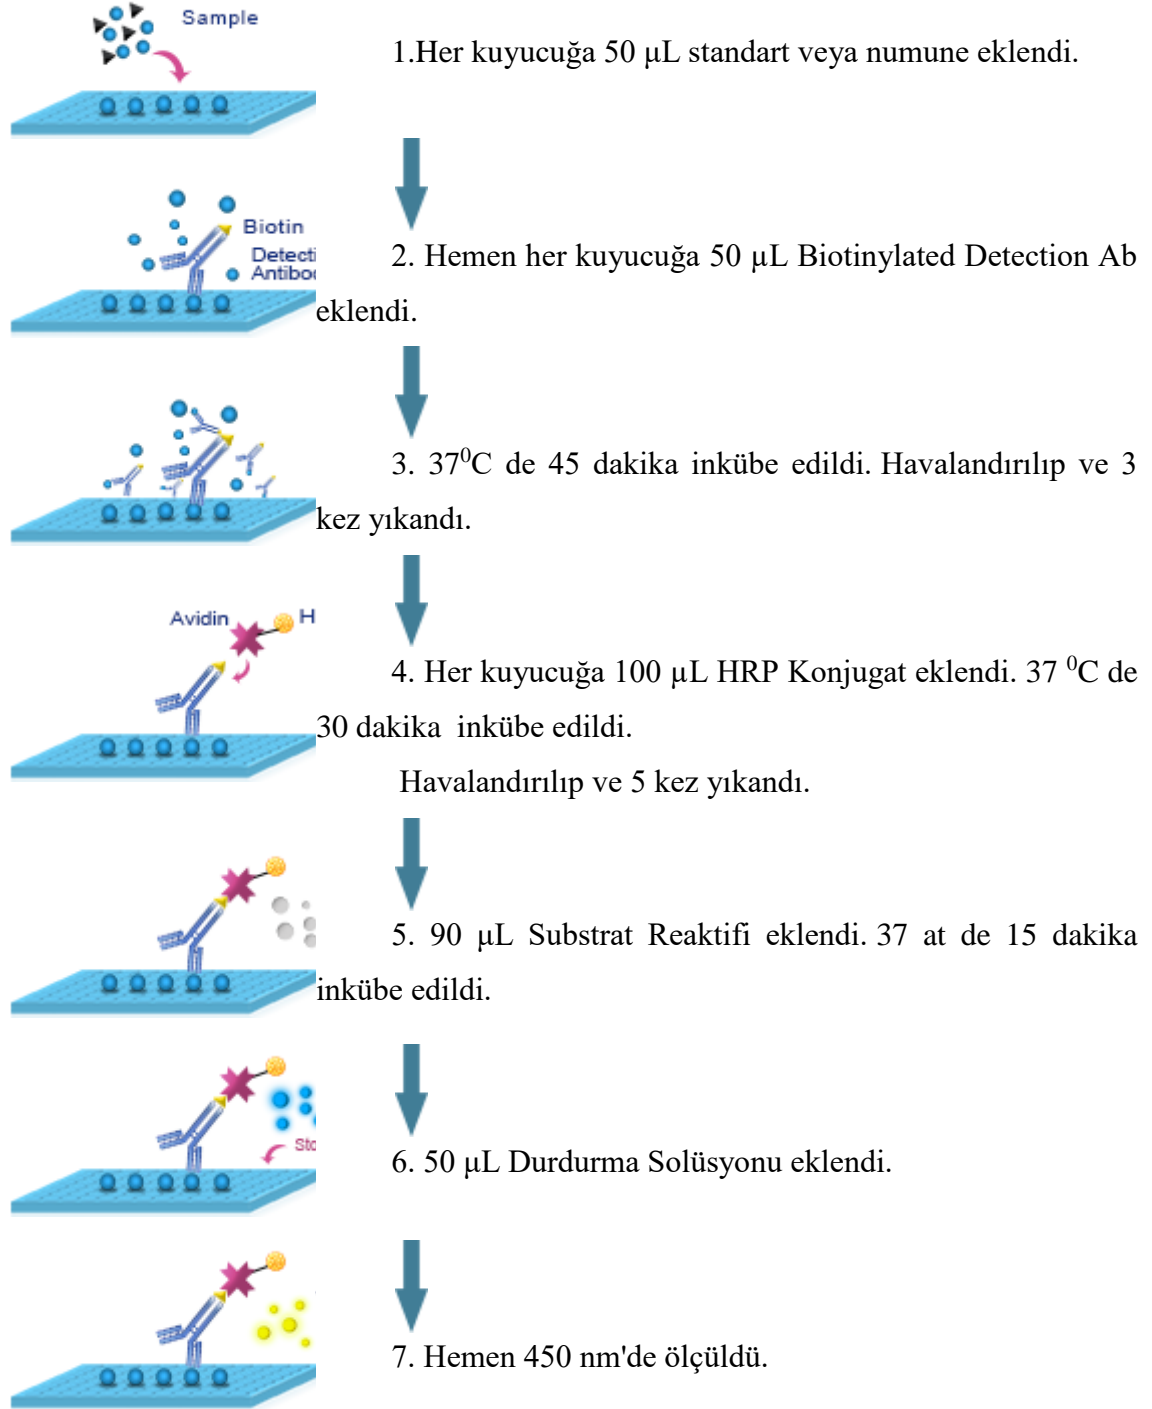 Sample
1.Her kuyucuğa 50 μL standart veya numune eklendi.
Biotin
Detecti
Antiboo
2. Hemen her kuyucuğa 50 µL Biotinylated Detection Ab
eklendi.
3. 37⁰C de 45 dakika inkübe edildi. Havalandırılıp ve 3
kez yıkandı.
Avidin H
4. Her kuyucuğa 100 µL HRP Konjugat eklendi. 37 ⁰C de
30 dakika inkübe edildi.
Havalandırılıp ve 5 kez yıkandı.
5. 90 μL Substrat Reaktifi eklendi. 37 at de 15 dakika
inkübe edildi.
Sto
6. 50 μL Durdurma Solüsyonu eklendi.
7. Hemen 450 nm'de ölçüldü.